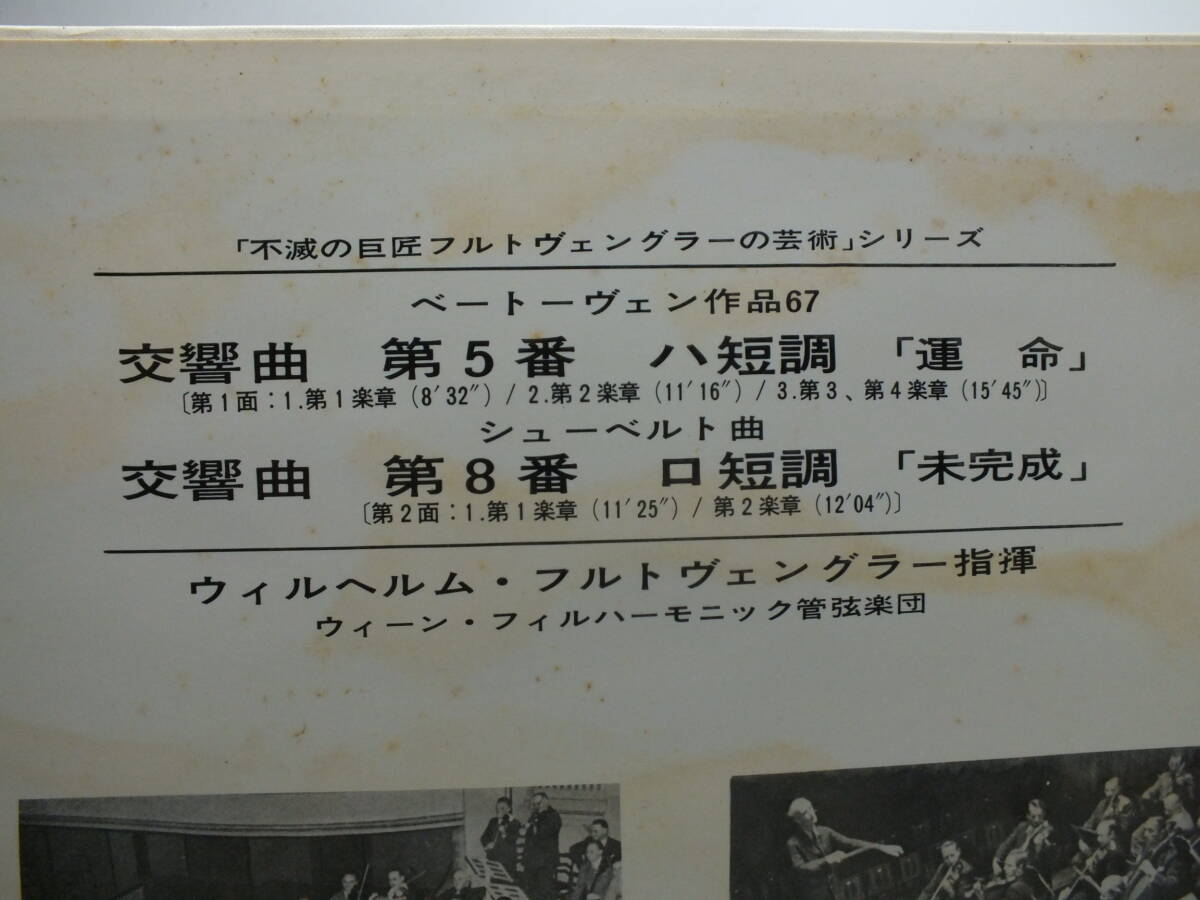 「不滅の巨匠フルトヴェングラーの芸術」シリーズ
ベートーヴェン作品67
交響曲 第5番 ハ短調 「運 命」
〔第1面:1.第1楽章(8′32″)/2.第2楽章(11′16″)/3.第3、第4楽章(15′45″)〕
シューベルト曲
交響曲 第8番 ロ短調 「未完成」
〔第2面:1.第1楽章(11′25″)/第2楽章(12′04″)〕
ウィルヘルム・フルトヴェングラー指揮
ウィーン・フィルハーモニック管弦楽団